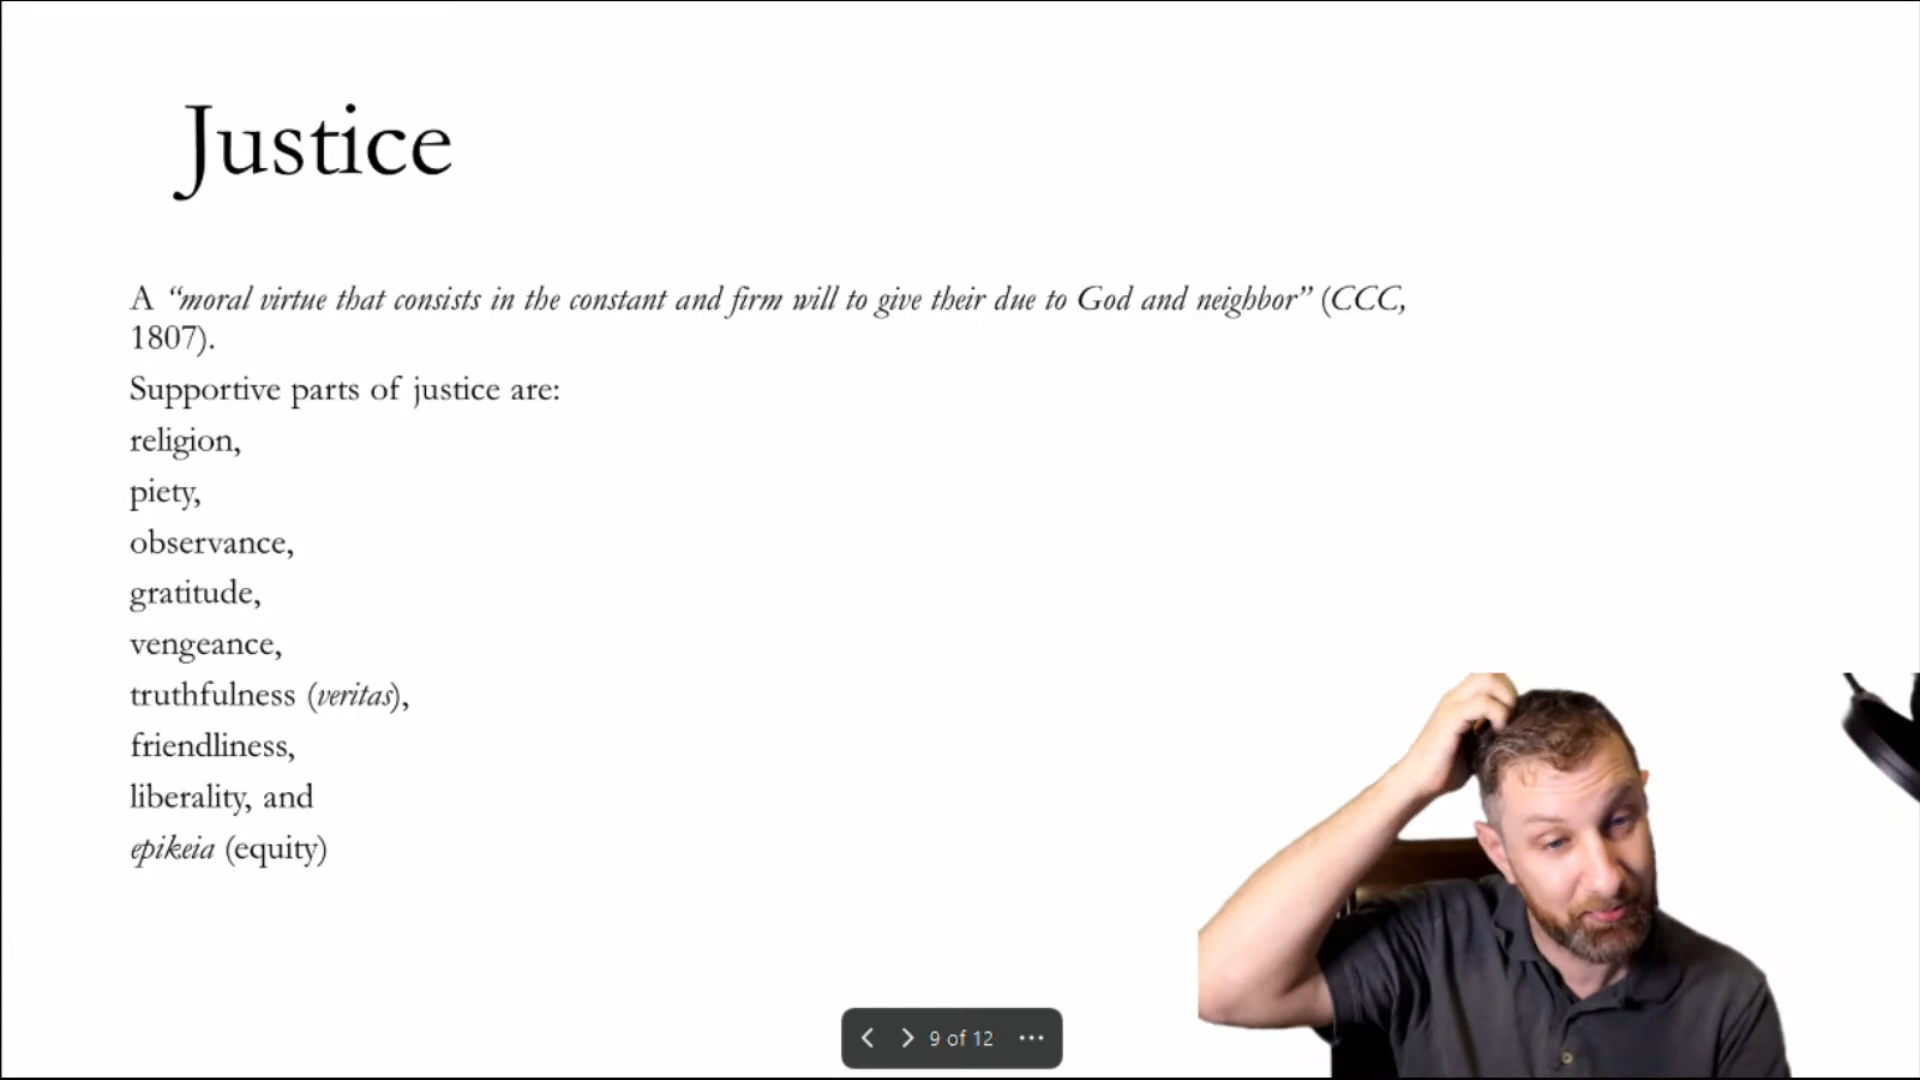 Justice
A “moral virtue that consists in the constant and firm will to give their due to God and neighbor” (CCC,
1807).
Supportive parts of justice are:
religion,
piety,
observance,
gratitude,
vengeance,
truthfulness (veritas),
friendliness,
liberality, and
epikeia (equity)
9 of 12